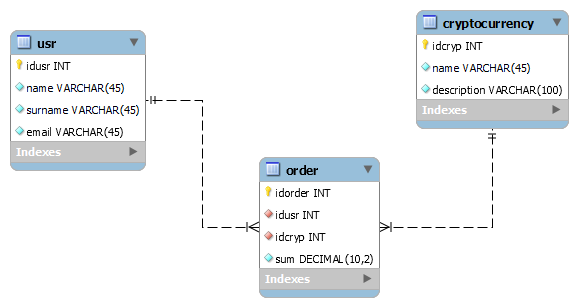 usr
idusr INT
name VARCHAR(45)
surname VARCHAR(45)
email VARCHAR(45)
Indexes
cryptocurrency
idcryp INT
name VARCHAR(45)
description VARCHAR(100)
Indexes
order
idorder INT
idusr INT
idcryp INT
sum DECIMAL(10,2)
Indexes